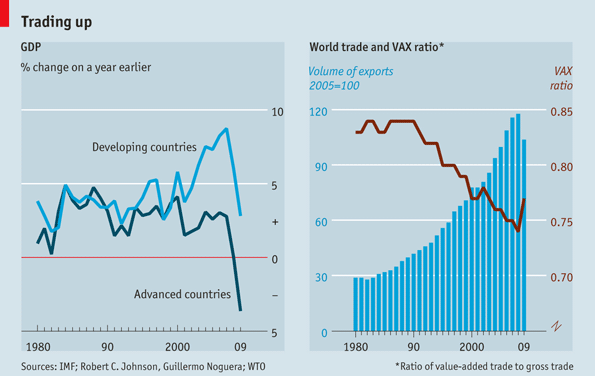 Trading up
GDP
% change on a year earlier
10
Developing countries
5
+
0
Advanced countries
–
5
1980 90 2000 09
World trade and VAX ratio*
Volume of exports
2005=100
VAX
ratio
120 0.85
90 0.80
60 0.75
30 0.70
0
1980 90 2000 09
Sources: IMF; Robert C. Johnson, Guillermo Noguera; WTO
*Ratio of value-added trade to gross trade